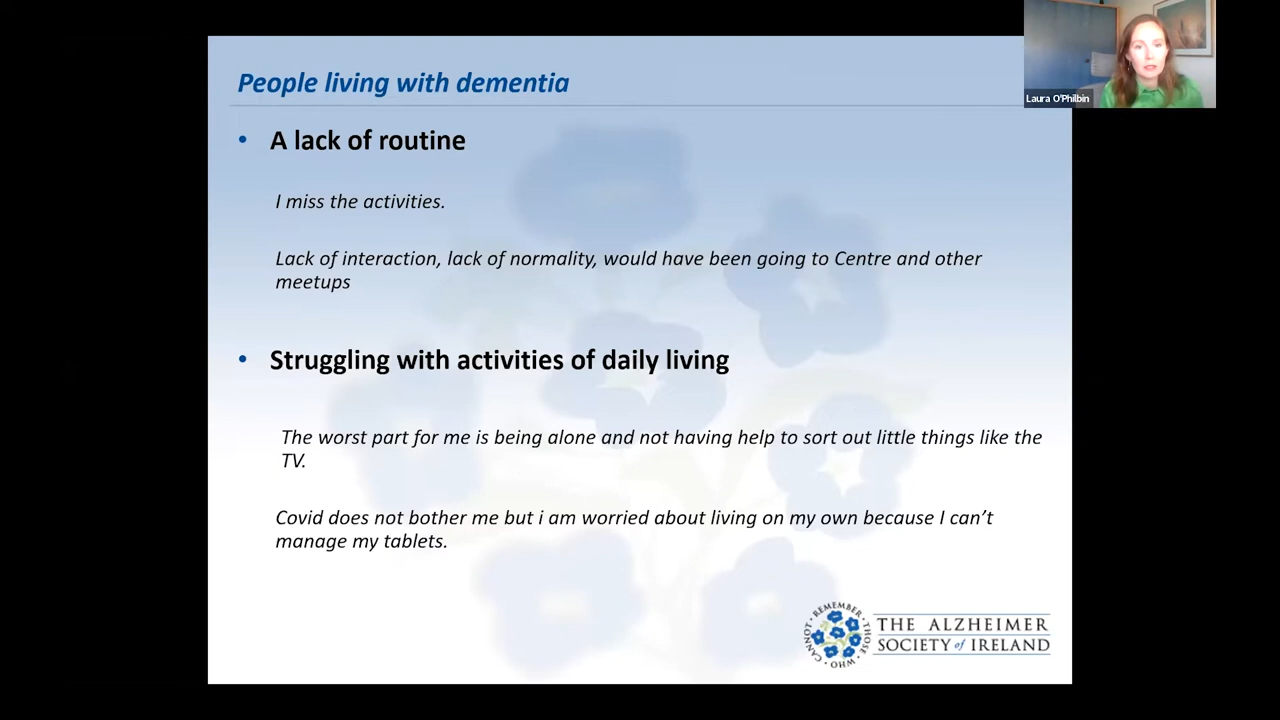 People living with dementia
Laura O'Philbin
• A lack of routine
I miss the activities.
Lack of interaction, lack of normality, would have been going to Centre and other
meetups
• Struggling with activities of daily living
The worst part for me is being alone and not having help to sort out little things like the
TV.
Covid does not bother me but i am worried about living on my own because I can't
manage my tablets.
REMEMBER · THOSE · WHO · CANNOT ·
THE ALZHEIMER
SOCIETY of IRELAND